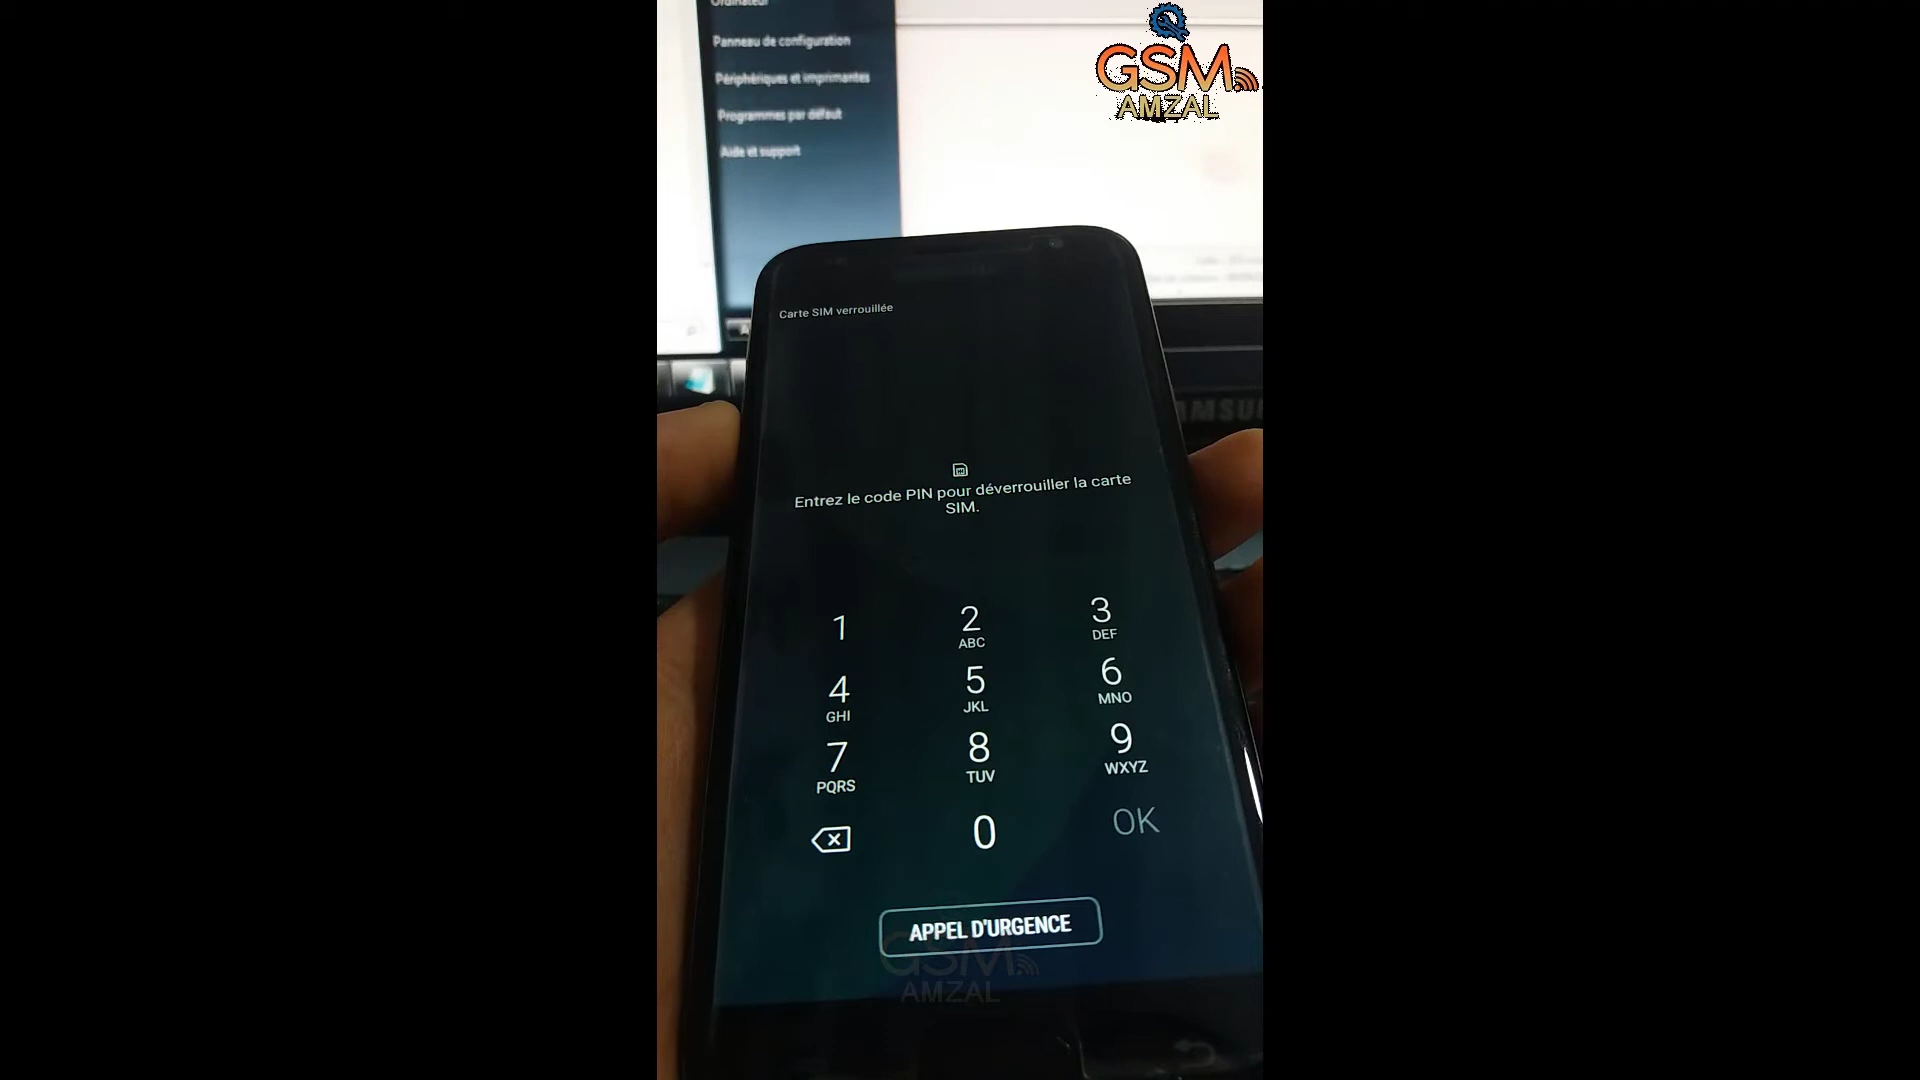 Ordinateur
Panneau de configuration
Périphériques et imprimantes
Programmes par défaut
Aide et support
GSM
AMZAL
Carte SIM verrouillée
Entrez le code PIN pour déverrouiller la carte
SIM.
1
2
ABC
3
DEF
4
GHI
5
JKL
6
MNO
7
PQRS
8
TUV
9
WXYZ
0
OK
APPEL D'URGENCE
GSM
AMZAL